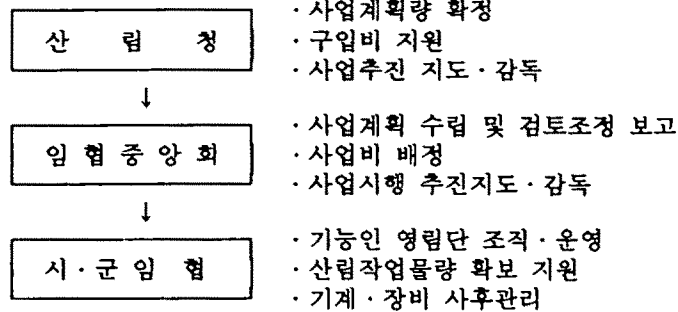 · 사업계획량 확정
산 림 청
· 구입비 지원
· 사업추진 지도 · 감독
↓
· 사업계획 수립 및 검토조정 보고
임 협 중 앙 회
· 사업비 배정
· 사업시행 추진지도 · 감독
↓
· 기능인 영림단 조직 · 운영
시 · 군 임 협
· 산림작업물량 확보 지원
· 기계 · 장비 사후관리